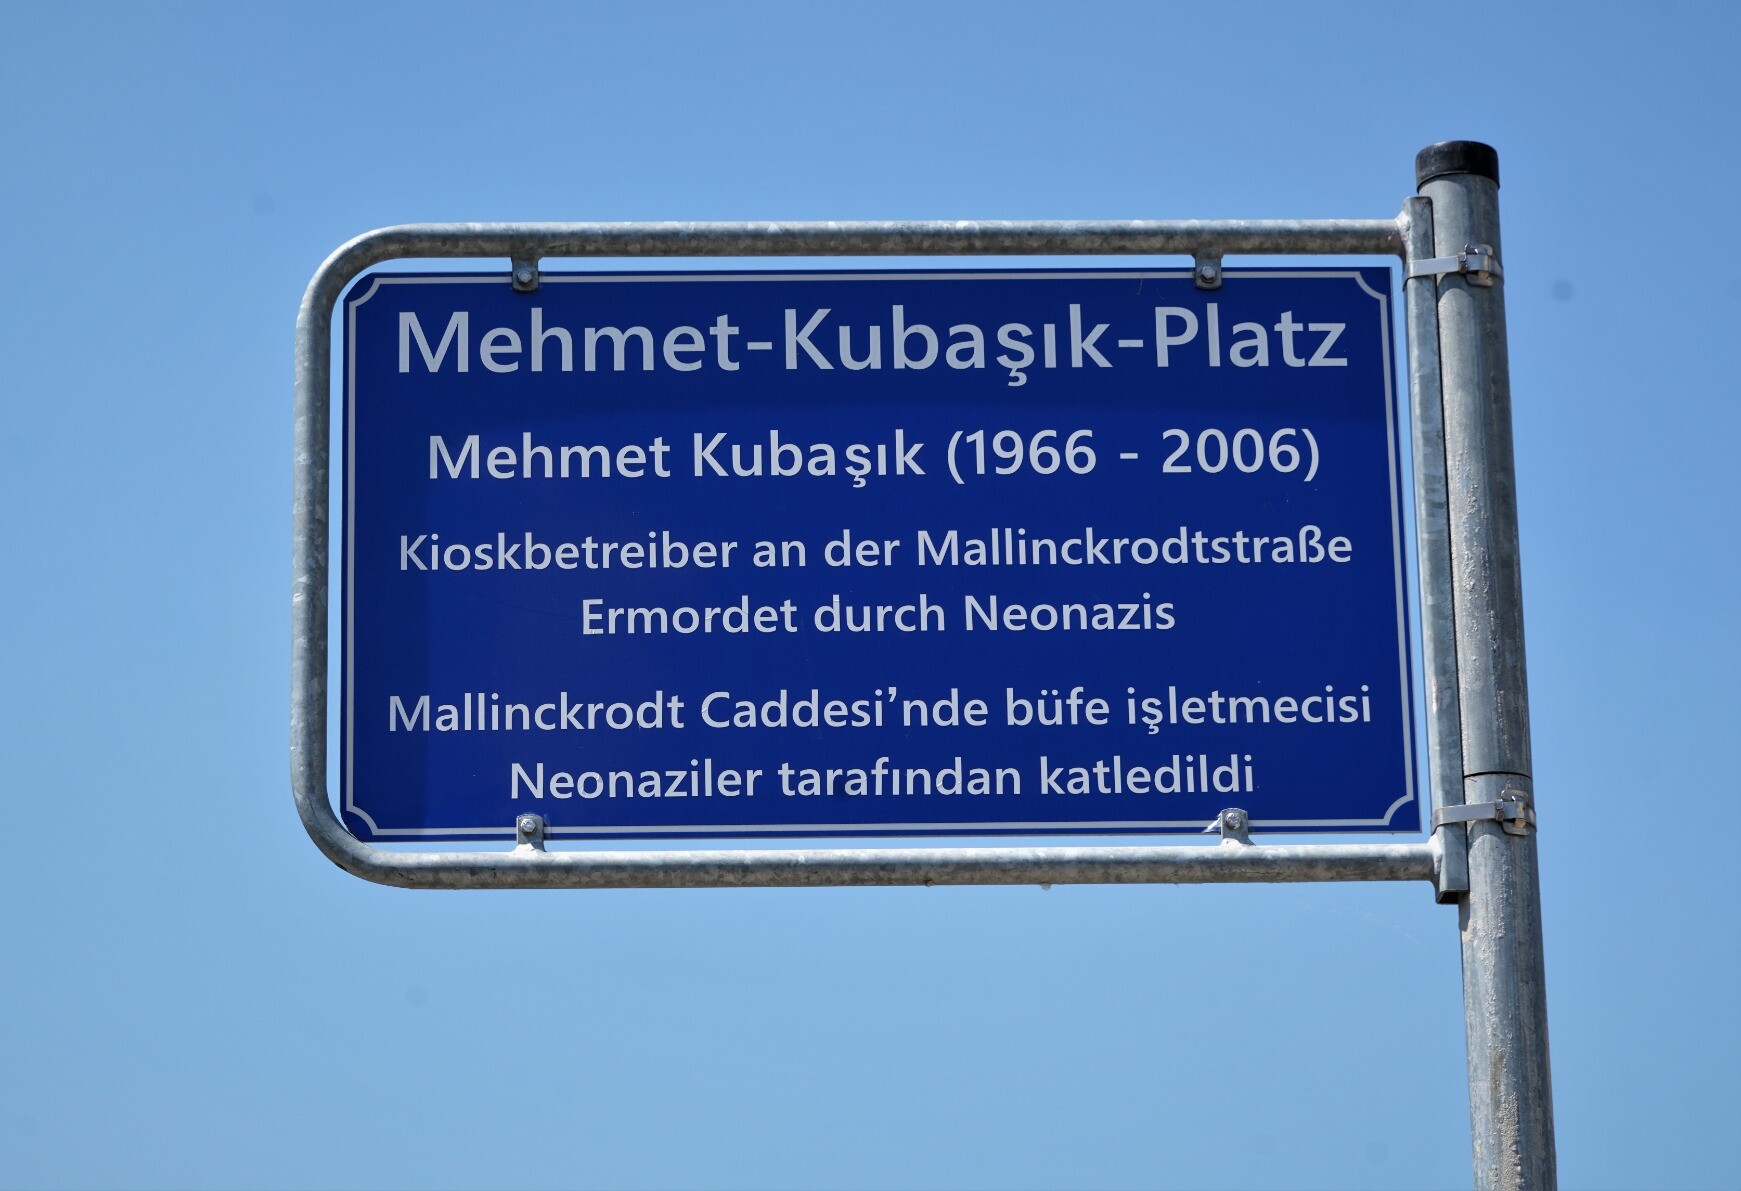 Mehmet-Kubaşık-Platz
Mehmet Kubaşık (1966 - 2006)
Kioskbetreiber an der Mallinckrodtstraße
Ermordet durch Neonazis
Mallinckrodt Caddesi’nde büfe işletmecisi
Neonaziler tarafından katledildi